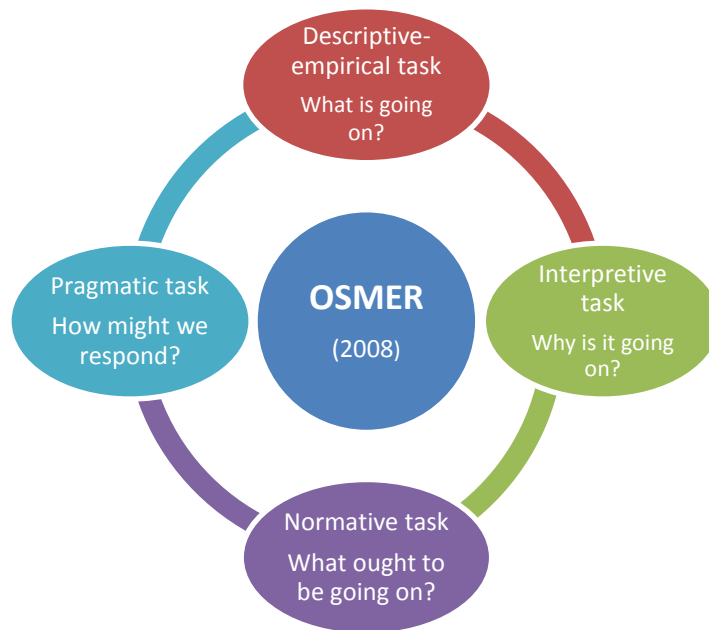 Descriptive-
empirical task
What is going
on?
Pragmatic task
How might we
respond?
OSMER
(2008)
Interpretive
task
Why is it going
on?
Normative task
What ought to
be going on?